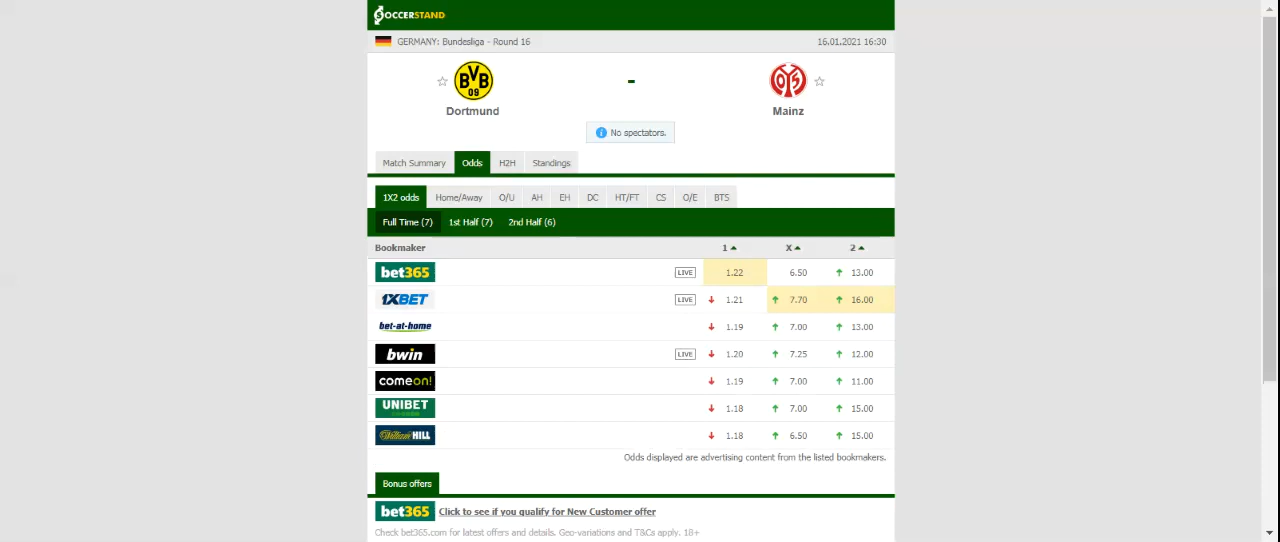 SOCCERSTAND
GERMANY: Bundesliga - Round 16 16.01.2021 16:30
BVB 09
-
Dortmund Mainz
No spectators.
Match Summary Odds H2H Standings
1X2 odds Home/Away O/U AH EH DC HT/FT CS O/E BTS
Full Time (7) 1st Half (7) 2nd Half (6)
Bookmaker 1 X 2
bet365 LIVE 1.22 6.50 13.00
1XBET LIVE 1.21 7.70 16.00
bet-at-home 1.19 7.00 13.00
bwin LIVE 1.20 7.25 12.00
comeon! 1.19 7.00 11.00
UNIBET 1.18 7.00 15.00
William HILL 1.18 6.50 15.00
Odds displayed are advertising content from the listed bookmakers.
Bonus offers
bet365 Click to see if you qualify for New Customer offer
Check bet365.com for latest offers and details. Geo-variations and T&Cs apply. 18+